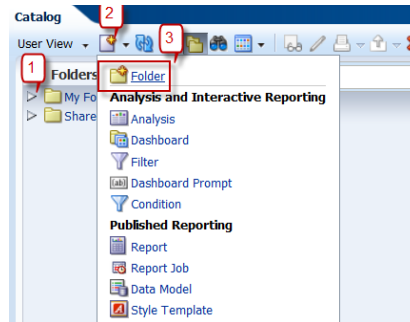 Catalog
2
User View
3
1
Folders
My Fo
Share
Folder
Analysis and Interactive Reporting
Analysis
Dashboard
Filter
[ab] Dashboard Prompt
Condition
Published Reporting
Report
Report Job
Data Model
Style Template